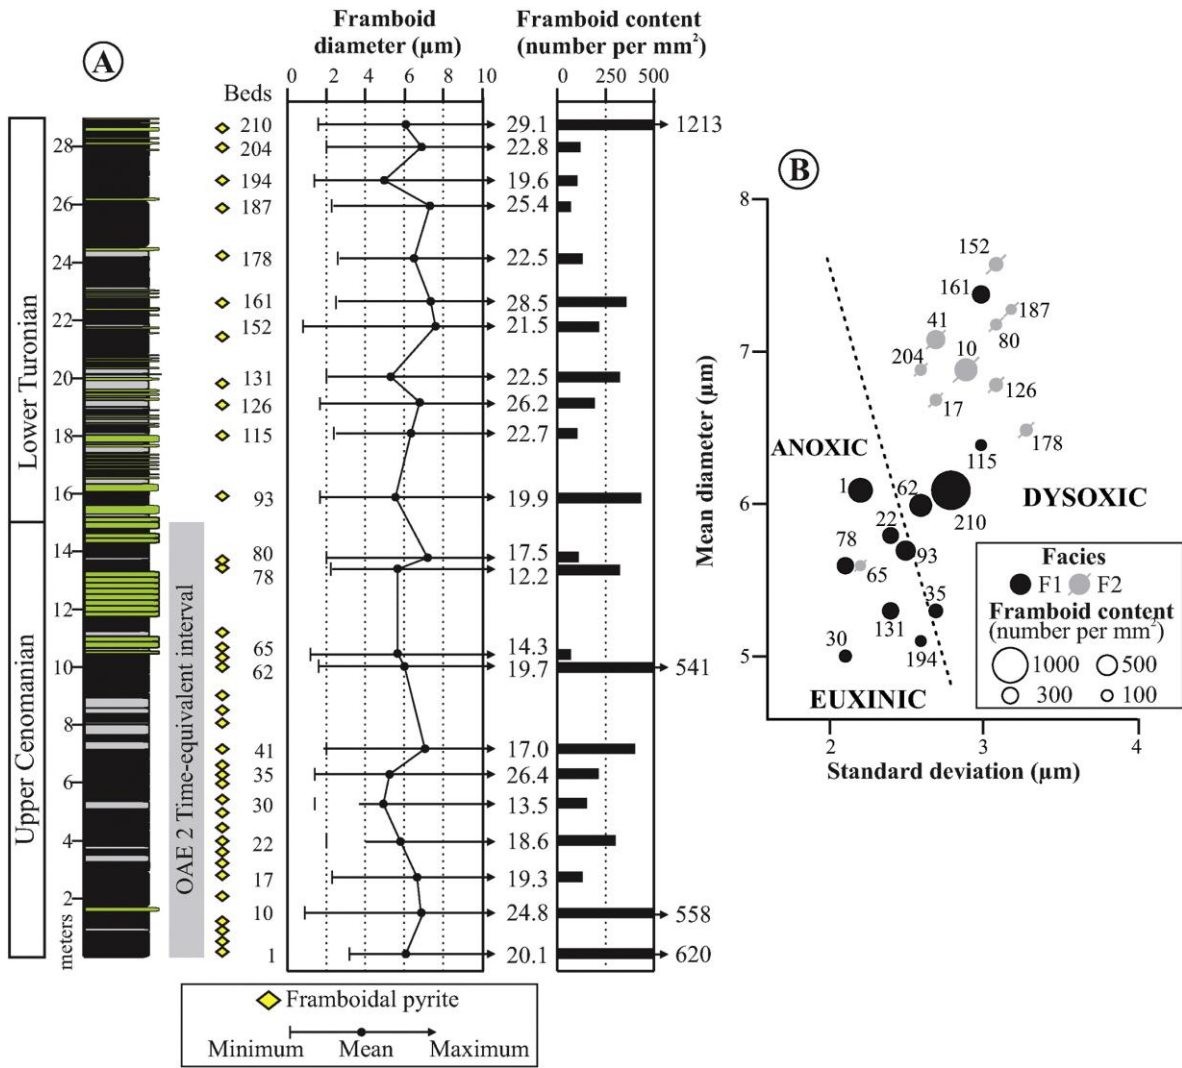 A
Framboid
diameter (µm)
Framboid content
(number per mm²)
0 2 4 6 8 10
0 250 500
Beds
Lower Turonian
Upper Cenomanian
OAE 2 Time-equivalent interval
meters
28
26
24
22
20
18
16
14
12
10
8
6
4
2
210 29.1 1213
204 22.8
194 19.6
187 25.4
178 22.5
161 28.5
152 21.5
131 22.5
126 26.2
115 22.7
93 19.9
80 17.5
78 12.2
65 14.3
62 19.7 541
41 17.0
35 26.4
30 13.5
22 18.6
17 19.3
10 24.8 558
1 20.1 620
Framboidal pyrite
Minimum Mean Maximum
B
Mean diameter (µm)
8
7
6
5
152
161
187
41
80
204
10
126
17
178
115
ANOXIC
1
62
210
DYSOXIC
22
78
93
65
35
131
30
194
EUXINIC
Facies
F1 F2
Framboid content
(number per mm²)
1000 500
300 100
2 3 4
Standard deviation (µm)